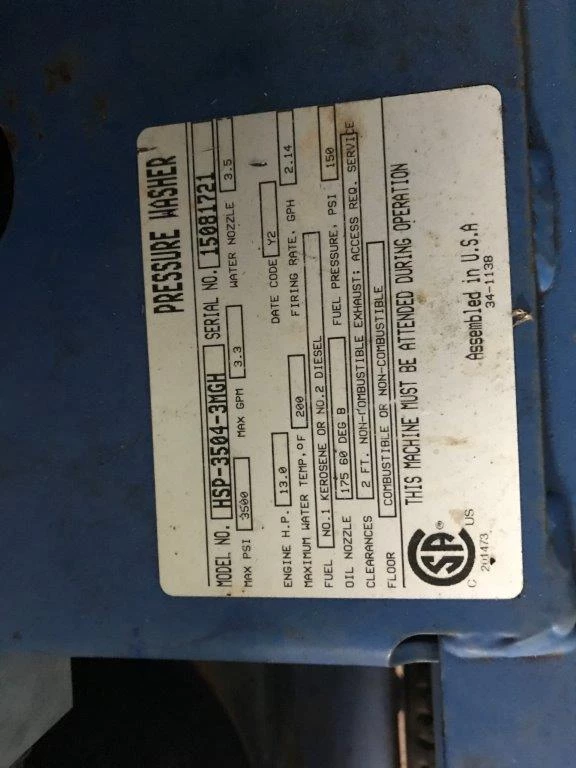 PRESSURE WASHER
MODEL NO. HSP-3504-3MGH SERIAL NO. 15081721
MAX PSI 3500 MAX GPM 3.3 WATER NOZZLE 3.5
ENGINE H.P. 13.0 DATE CODE Y2
MAXIMUM WATER TEMP,°F 200 FIRING RATE, GPH 2.14
FUEL NO.1 KEROSENE OR NO.2 DIESEL
OIL NOZZLE 175 60 DEG B FUEL PRESSURE, PSI 150
CLEARANCES 2 FT. NON-COMBUSTIBLE EXHAUST; ACCESS REQ. SERVICE
FLOOR COMBUSTIBLE OR NON-COMBUSTIBLE
THIS MACHINE MUST BE ATTENDED DURING OPERATION
SA ®
C US
201473
Assembled in U.S.A
34-1138